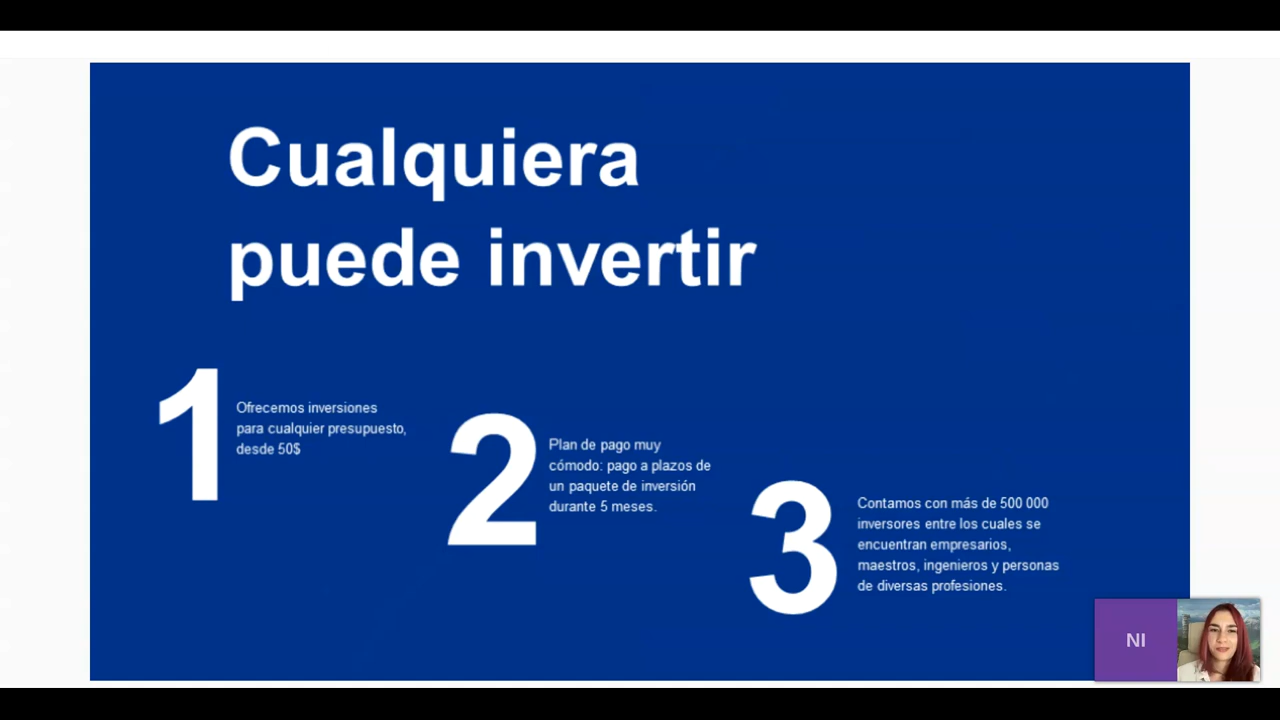 Cualquiera
puede invertir
1
Ofrecemos inversiones
para cualquier presupuesto,
desde 50$
2
Plan de pago muy
cómodo: pago a plazos de
un paquete de inversión
durante 5 meses.
3
Contamos con más de 500 000
inversores entre los cuales se
encuentran empresarios,
maestros, ingenieros y personas
de diversas profesiones.
NI